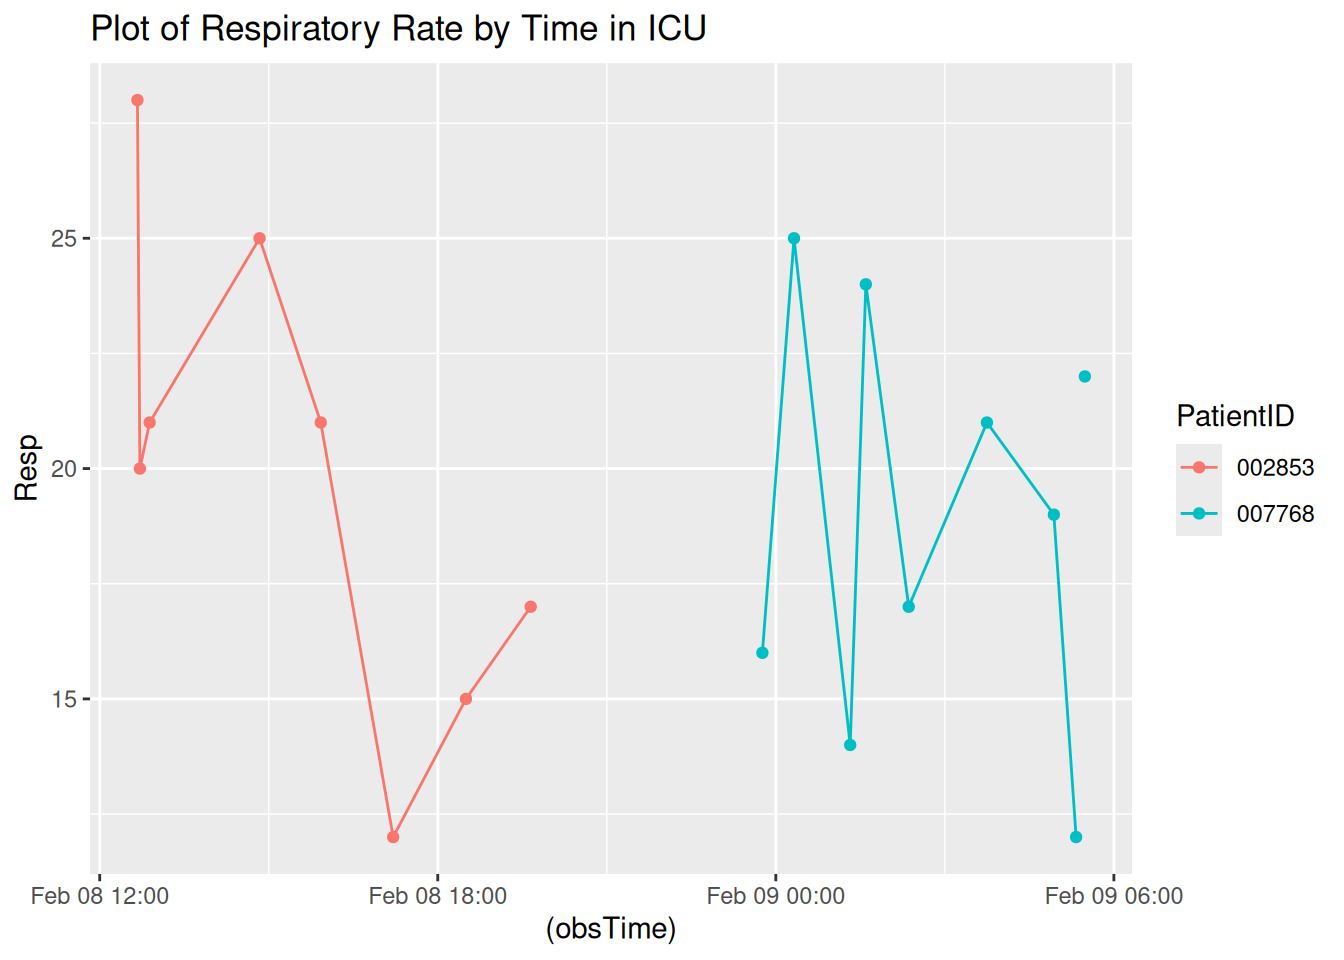 Plot of Respiratory Rate by Time in ICU
Resp
25
20
15
Feb 08 12:00 Feb 08 18:00 Feb 09 00:00 Feb 09 06:00
(obsTime)
PatientID
002853
007768